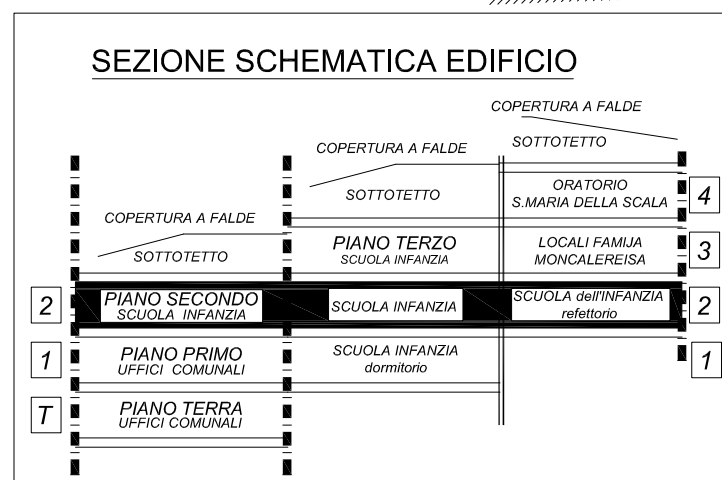 SEZIONE SCHEMATICA EDIFICIO
COPERTURA A FALDE
SOTTOTETTO
COPERTURA A FALDE
SOTTOTETTO
ORATORIO
S.MARIA DELLA SCALA
4
COPERTURA A FALDE
SOTTOTETTO
PIANO TERZO
SCUOLA INFANZIA
LOCALI FAMIJA
MONCALEREISA
3
2
PIANO SECONDO
SCUOLA INFANZIA
SCUOLA INFANZIA
SCUOLA dell'INFANZIA
refettorio
2
1
PIANO PRIMO
UFFICI COMUNALI
SCUOLA INFANZIA
dormitorio
1
T
PIANO TERRA
UFFICI COMUNALI